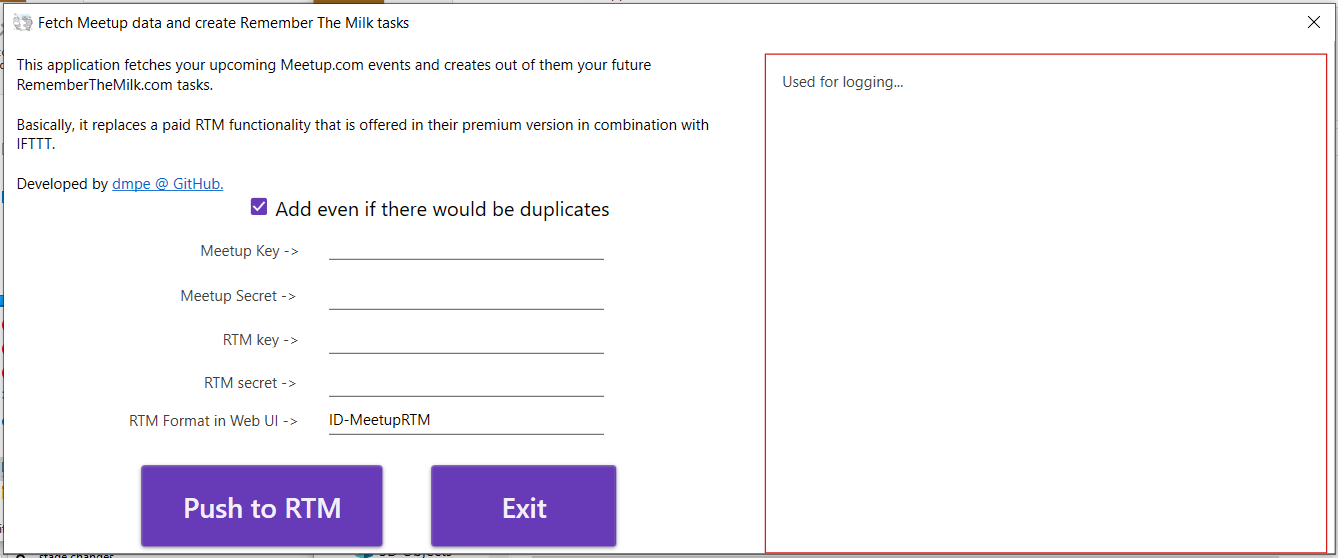 Fetch Meetup data and create Remember The Milk tasks
This application fetches your upcoming Meetup.com events and creates out of them your future
RememberTheMilk.com tasks.
Basically, it replaces a paid RTM functionality that is offered in their premium version in combination with
IFTTT.
Developed by dmpe @ GitHub.
Add even if there would be duplicates
Meetup Key ->
Meetup Secret ->
RTM key ->
RTM secret ->
RTM Format in Web UI -> ID-MeetupRTM
Push to RTM Exit
Used for logging...